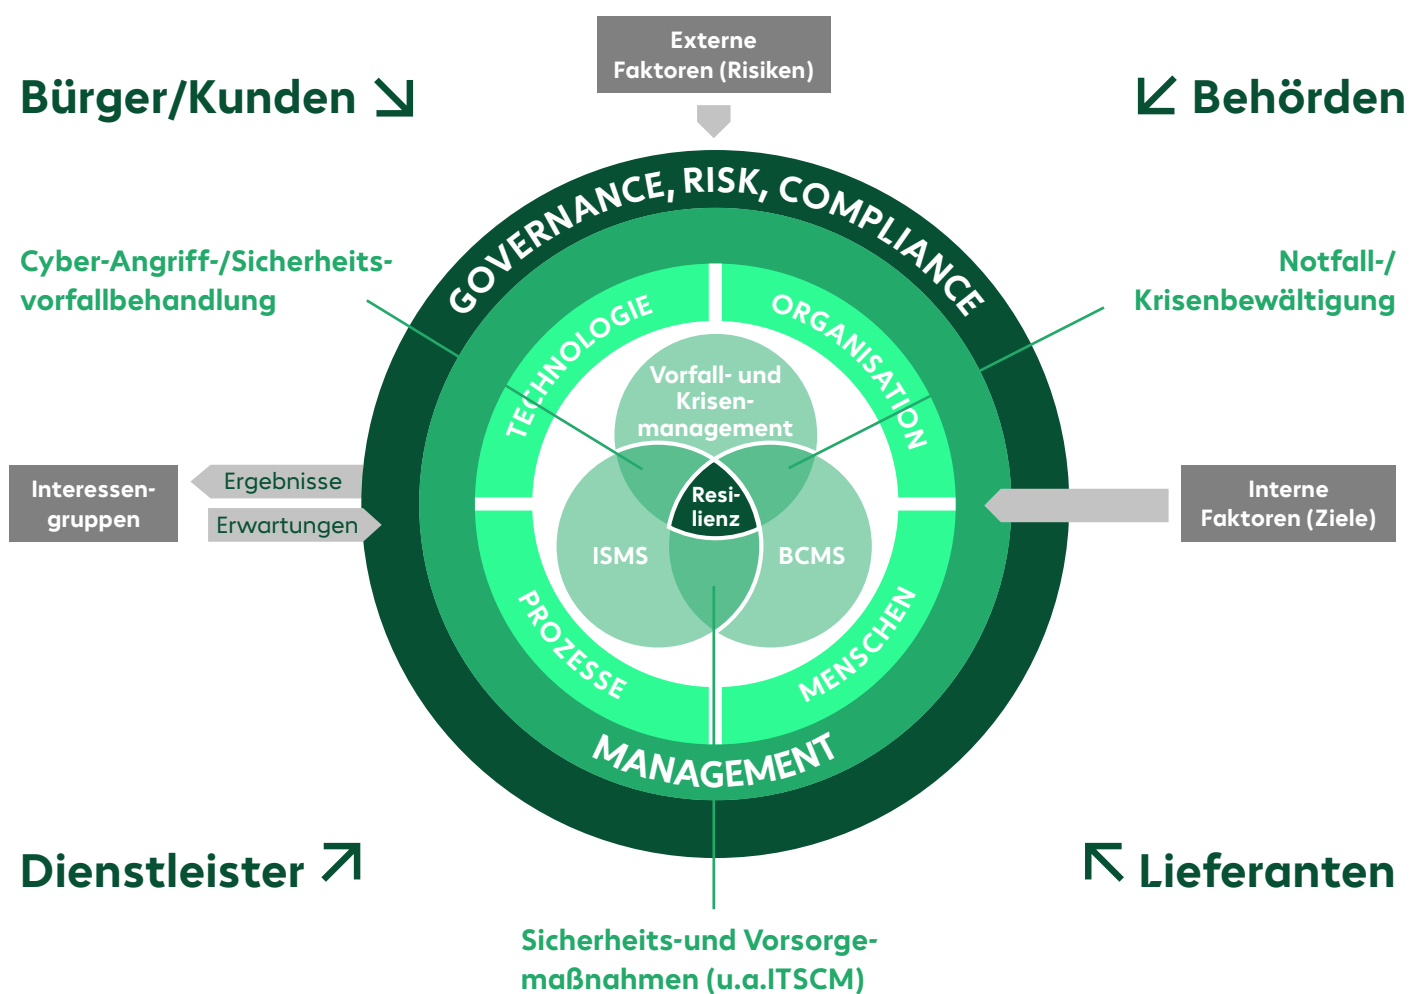 Externe
Faktoren (Risiken)
Bürger/Kunden
Behörden
GOVERNANCE, RISK, COMPLIANCE
Cyber-Angriff-/Sicherheits-
vorfallbehandlung
Notfall-/
Krisenbewältigung
TECHNOLOGIE
ORGANISATION
Vorfall- und
Krisen-
management
Interessen-
gruppen
Ergebnisse
Erwartungen
Resi-
lienz
Interne
Faktoren (Ziele)
ISMS
BCMS
PROZESSE
MENSCHEN
MANAGEMENT
Dienstleister
Lieferanten
Sicherheits-und Vorsorge-
maßnahmen (u.a.ITSCM)